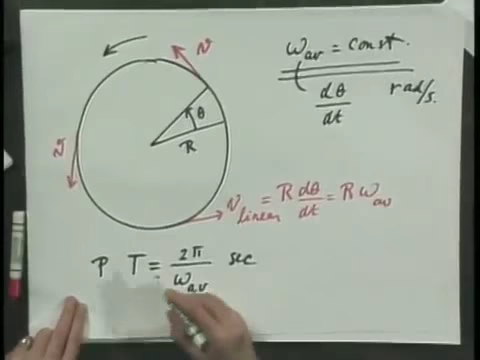 v
ω_av = const.
θ
dθ/dt rad/s.
R
v
v_linear = R dθ/dt = R ω_av
P T = 2π/ω_av sec